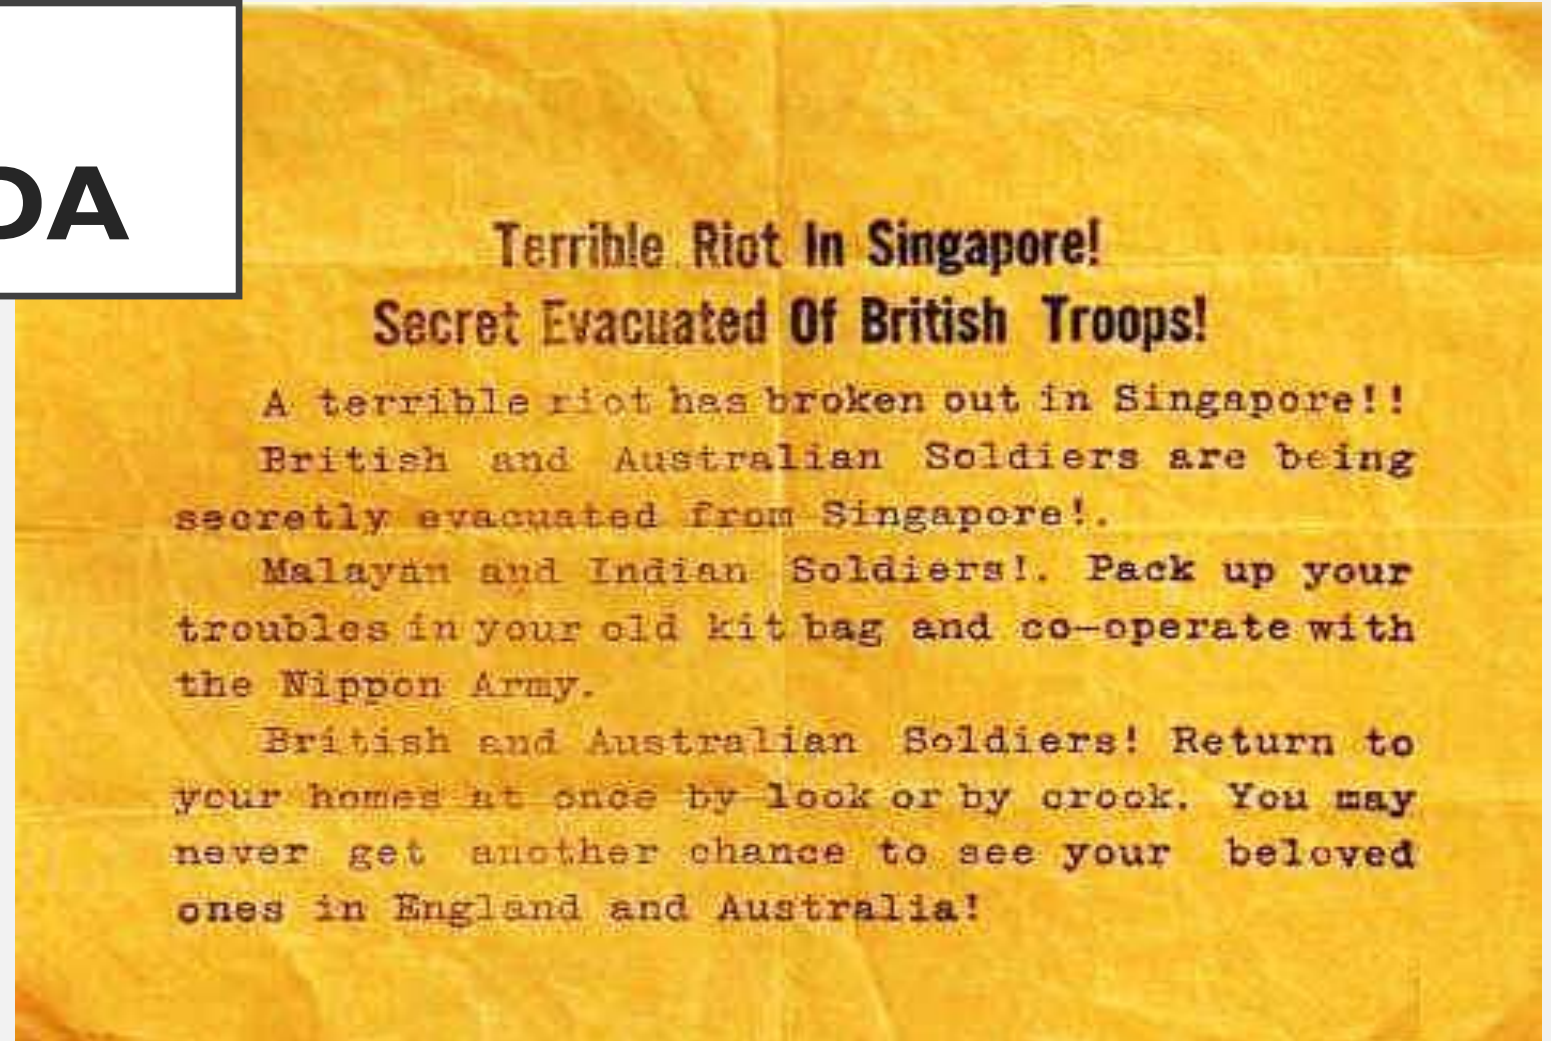 DA
Terrible Riot In Singapore!
Secret Evacuated Of British Troops!
A terrible riot has broken out in Singapore!!
British and Australian Soldiers are being
secretly evacuated from Singapore!.
Malayan and Indian Soldiers!. Pack up your
troubles in your old kit bag and co-operate with
the Nippon Army.
British and Australian Soldiers! Return to
your homes at once by look or by crook. You may
never get another chance to see your beloved
ones in England and Australia!